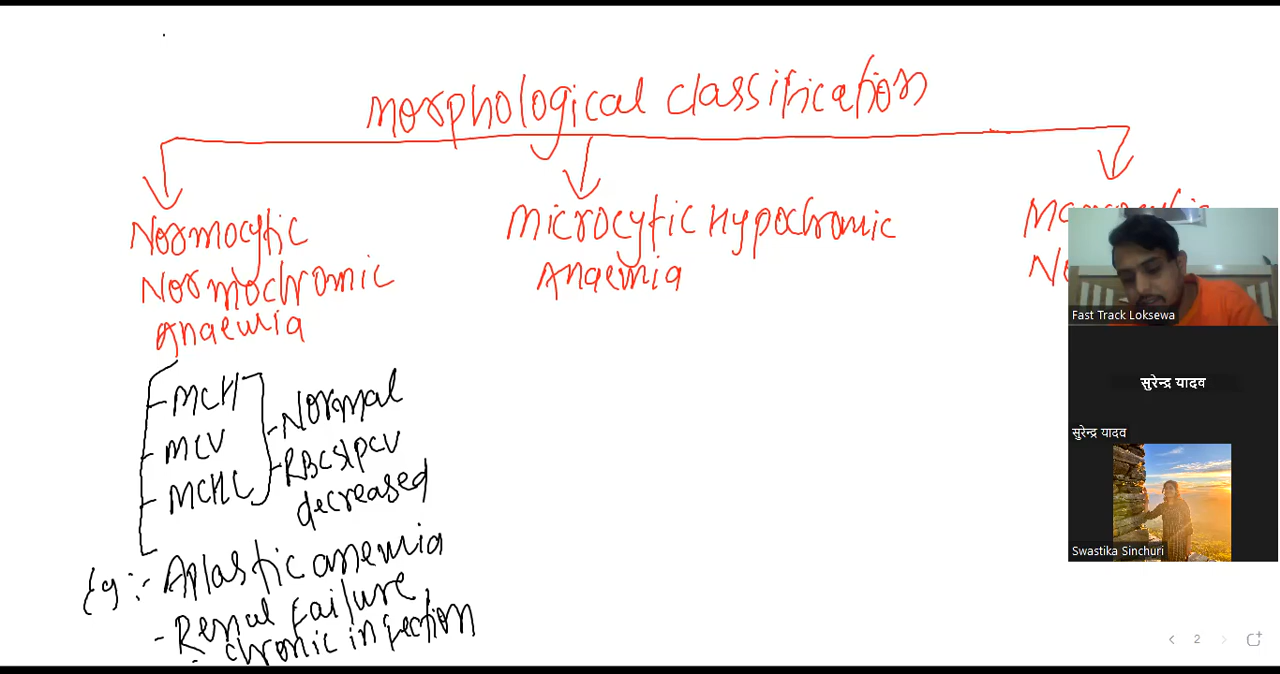 Morphological classification
Normocytic
Normochromic
Anaemia
Microcytic Hypochromic
Anaemia
MCH
MCV
MCHC
Normal
RBCs/PCV
decreased
Eg :- Aplastic anemia
- Renal failure
- chronic infection
Fast Track Loksewa
सुरेन्द्र यादव
सुरेन्द्र यादव
Swastika Sinchuri
2